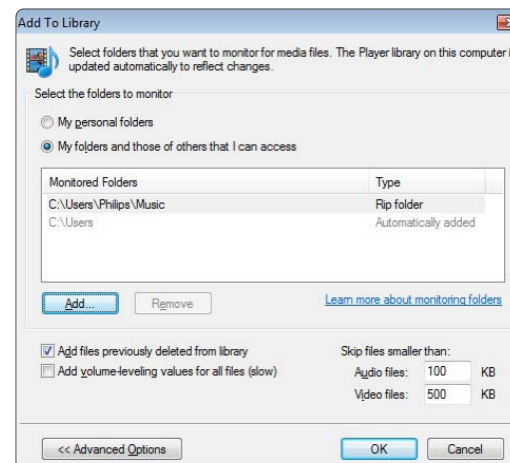 Add To Library
Select folders that you want to monitor for media files. The Player library on this computer
updated automatically to reflect changes.
Select the folders to monitor
My personal folders
My folders and those of others that I can access
Monitored Folders Type
C:\Users\Philips\Music Rip folder
C:\Users Automatically added
Add... Remove Learn more about monitoring folders
Add files previously deleted from library Skip files smaller than:
Add volume-leveling values for all files (slow) Audio files: 100 KB
Video files: 500 KB
<< Advanced Options OK Cancel